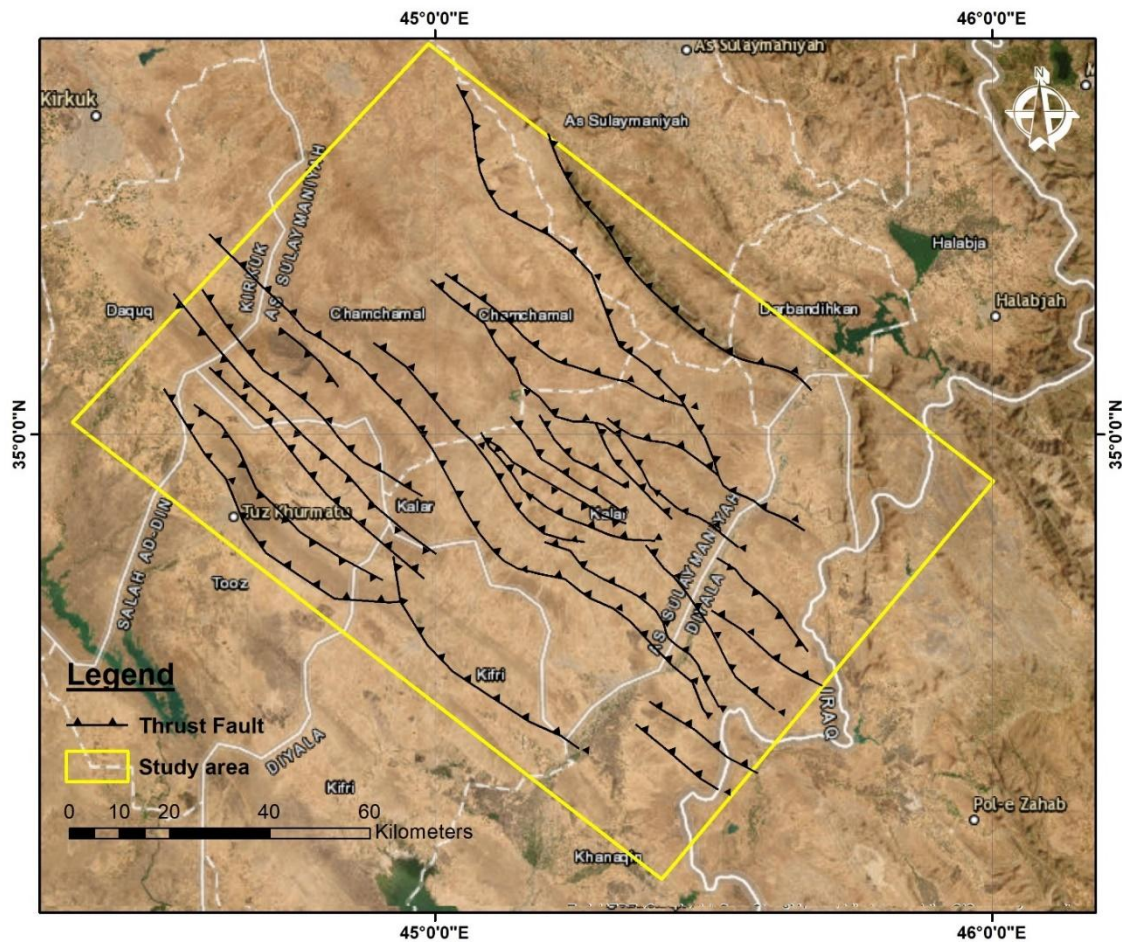 45°0'0"E
46°0'0"E
As Sulaymaniyah
Kirkuk
As Sulaymaniyah
N
KIRKUK
AS SULAYMANIYAH
Halabja
Daquq
Chamchamal
Chamchamal
Darbandihkan
Halabjah
35°0'0"N
35°0'0"N
Tuz Khurmatu
Kalar
Kalar
SALAH AD-DIN
Tooz
AS SULAYMANIYAH
DIYALA
Kifri
IRAQ
Legend
Thrust Fault
Study area
DIYALA
Kifri
0 10 20 40 60
Kilometers
Pol-e Zahab
Khanaqin
45°0'0"E
46°0'0"E